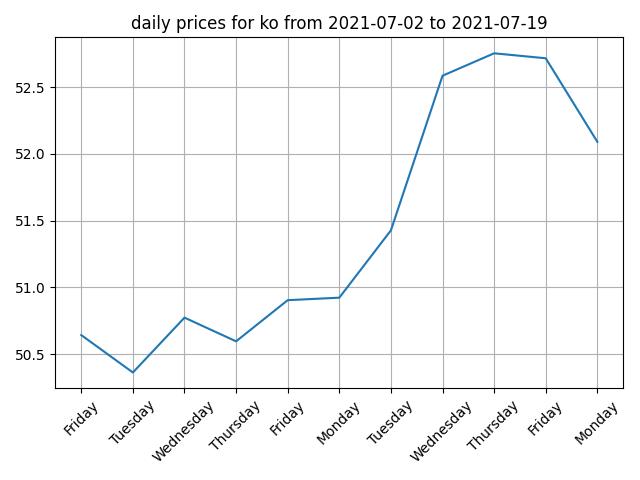 daily prices for ko from 2021-07-02 to 2021-07-19
52.5
52.0
51.5
51.0
50.5
Friday
Tuesday
Wednesday
Thursday
Friday
Monday
Tuesday
Wednesday
Thursday
Friday
Monday